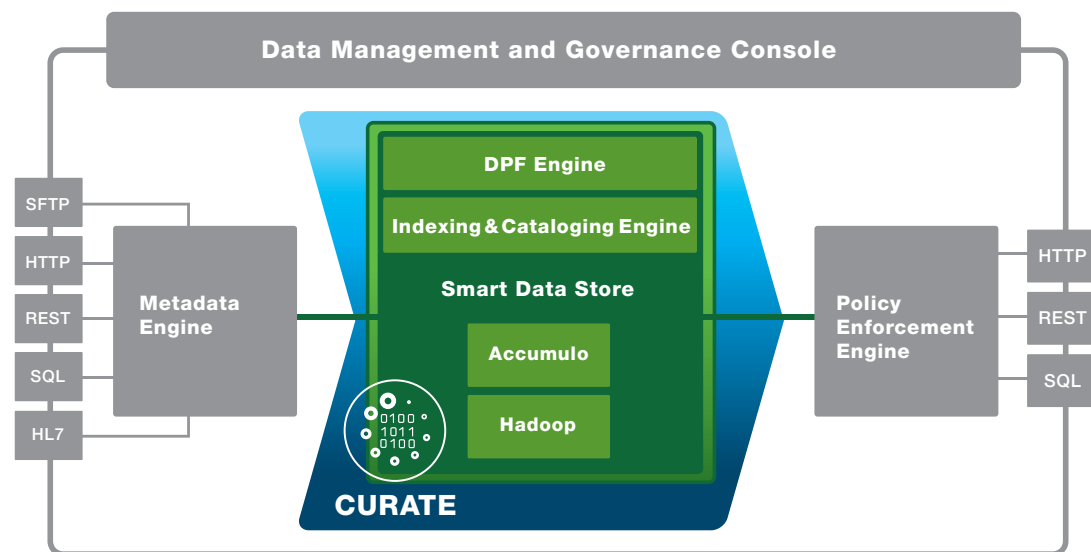 Data Management and Governance Console
SFTP
HTTP
REST
SQL
HL7
Metadata
Engine
DPF Engine
Indexing & Cataloging Engine
Smart Data Store
Accumulo
Hadoop
0100
1011
0100
CURATE
Policy
Enforcement
Engine
HTTP
REST
SQL